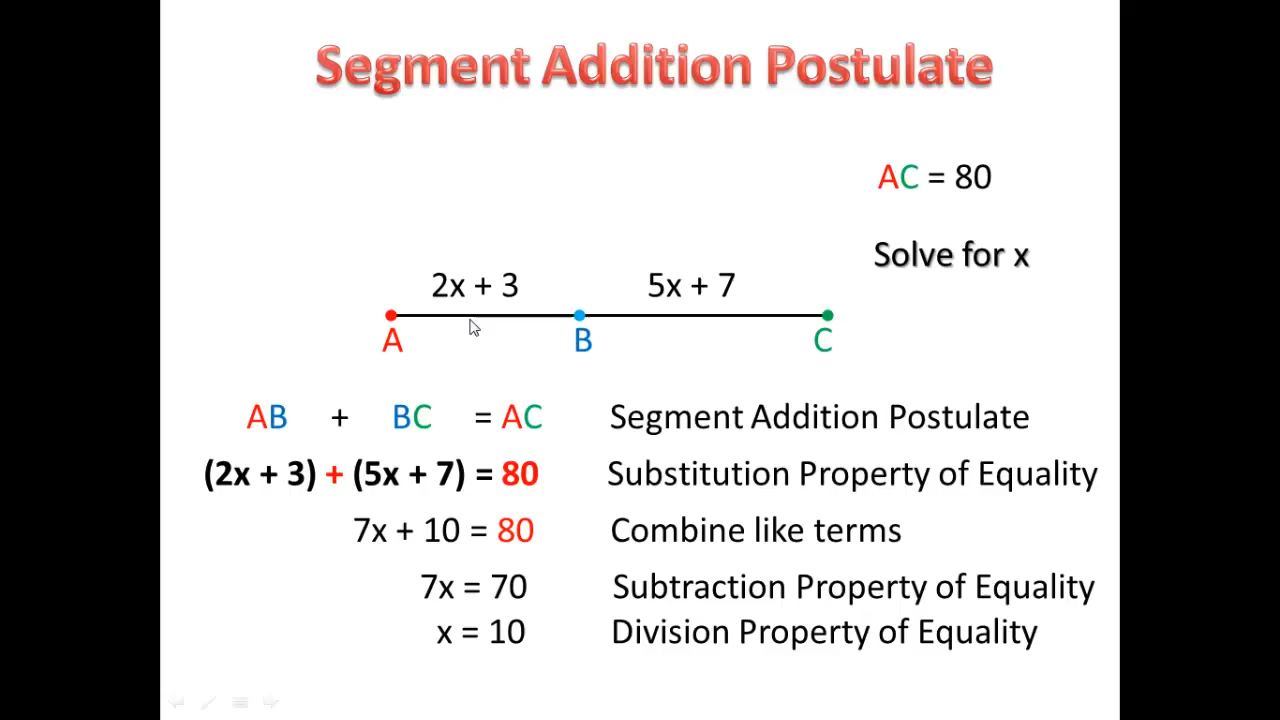 Segment Addition Postulate
AC = 80
Solve for x
2x + 3 5x + 7
A B C
AB + BC = AC Segment Addition Postulate
(2x + 3) + (5x + 7) = 80 Substitution Property of Equality
7x + 10 = 80 Combine like terms
7x = 70 Subtraction Property of Equality
x = 10 Division Property of Equality